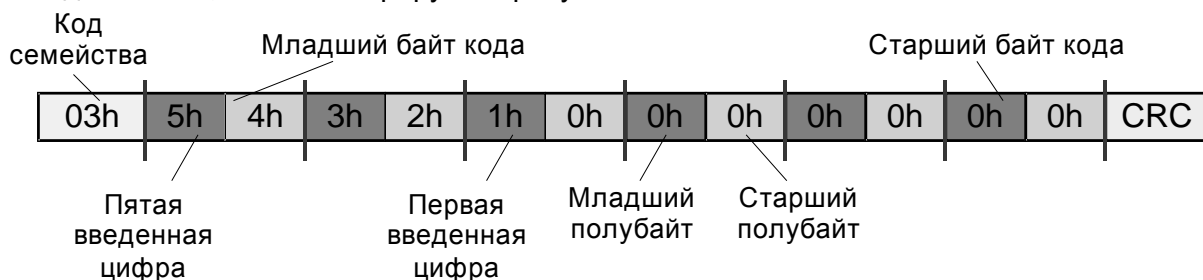 Код
семейства
Младший байт кода
Старший байт кода
03h 5h 4h 3h 2h 1h 0h 0h 0h 0h 0h 0h 0h CRC
Пятая
введенная
цифра
Первая
введенная
цифра
Младший
полубайт
Старший
полубайт